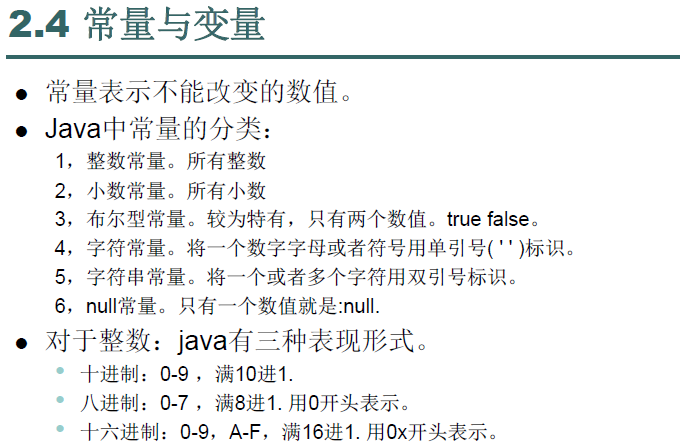 2.4 常量与变量
常量表示不能改变的数值。
Java中常量的分类：
1，整数常量。所有整数
2，小数常量。所有小数
3，布尔型常量。较为特有，只有两个数值。true false。
4，字符常量。将一个数字字母或者符号用单引号( ' ' )标识。
5，字符串常量。将一个或者多个字符用双引号标识。
6，null常量。只有一个数值就是:null.
对于整数：java有三种表现形式。
十进制：0-9 ，满10进1.
八进制：0-7 ，满8进1. 用0开头表示。
十六进制：0-9，A-F，满16进1. 用0x开头表示。